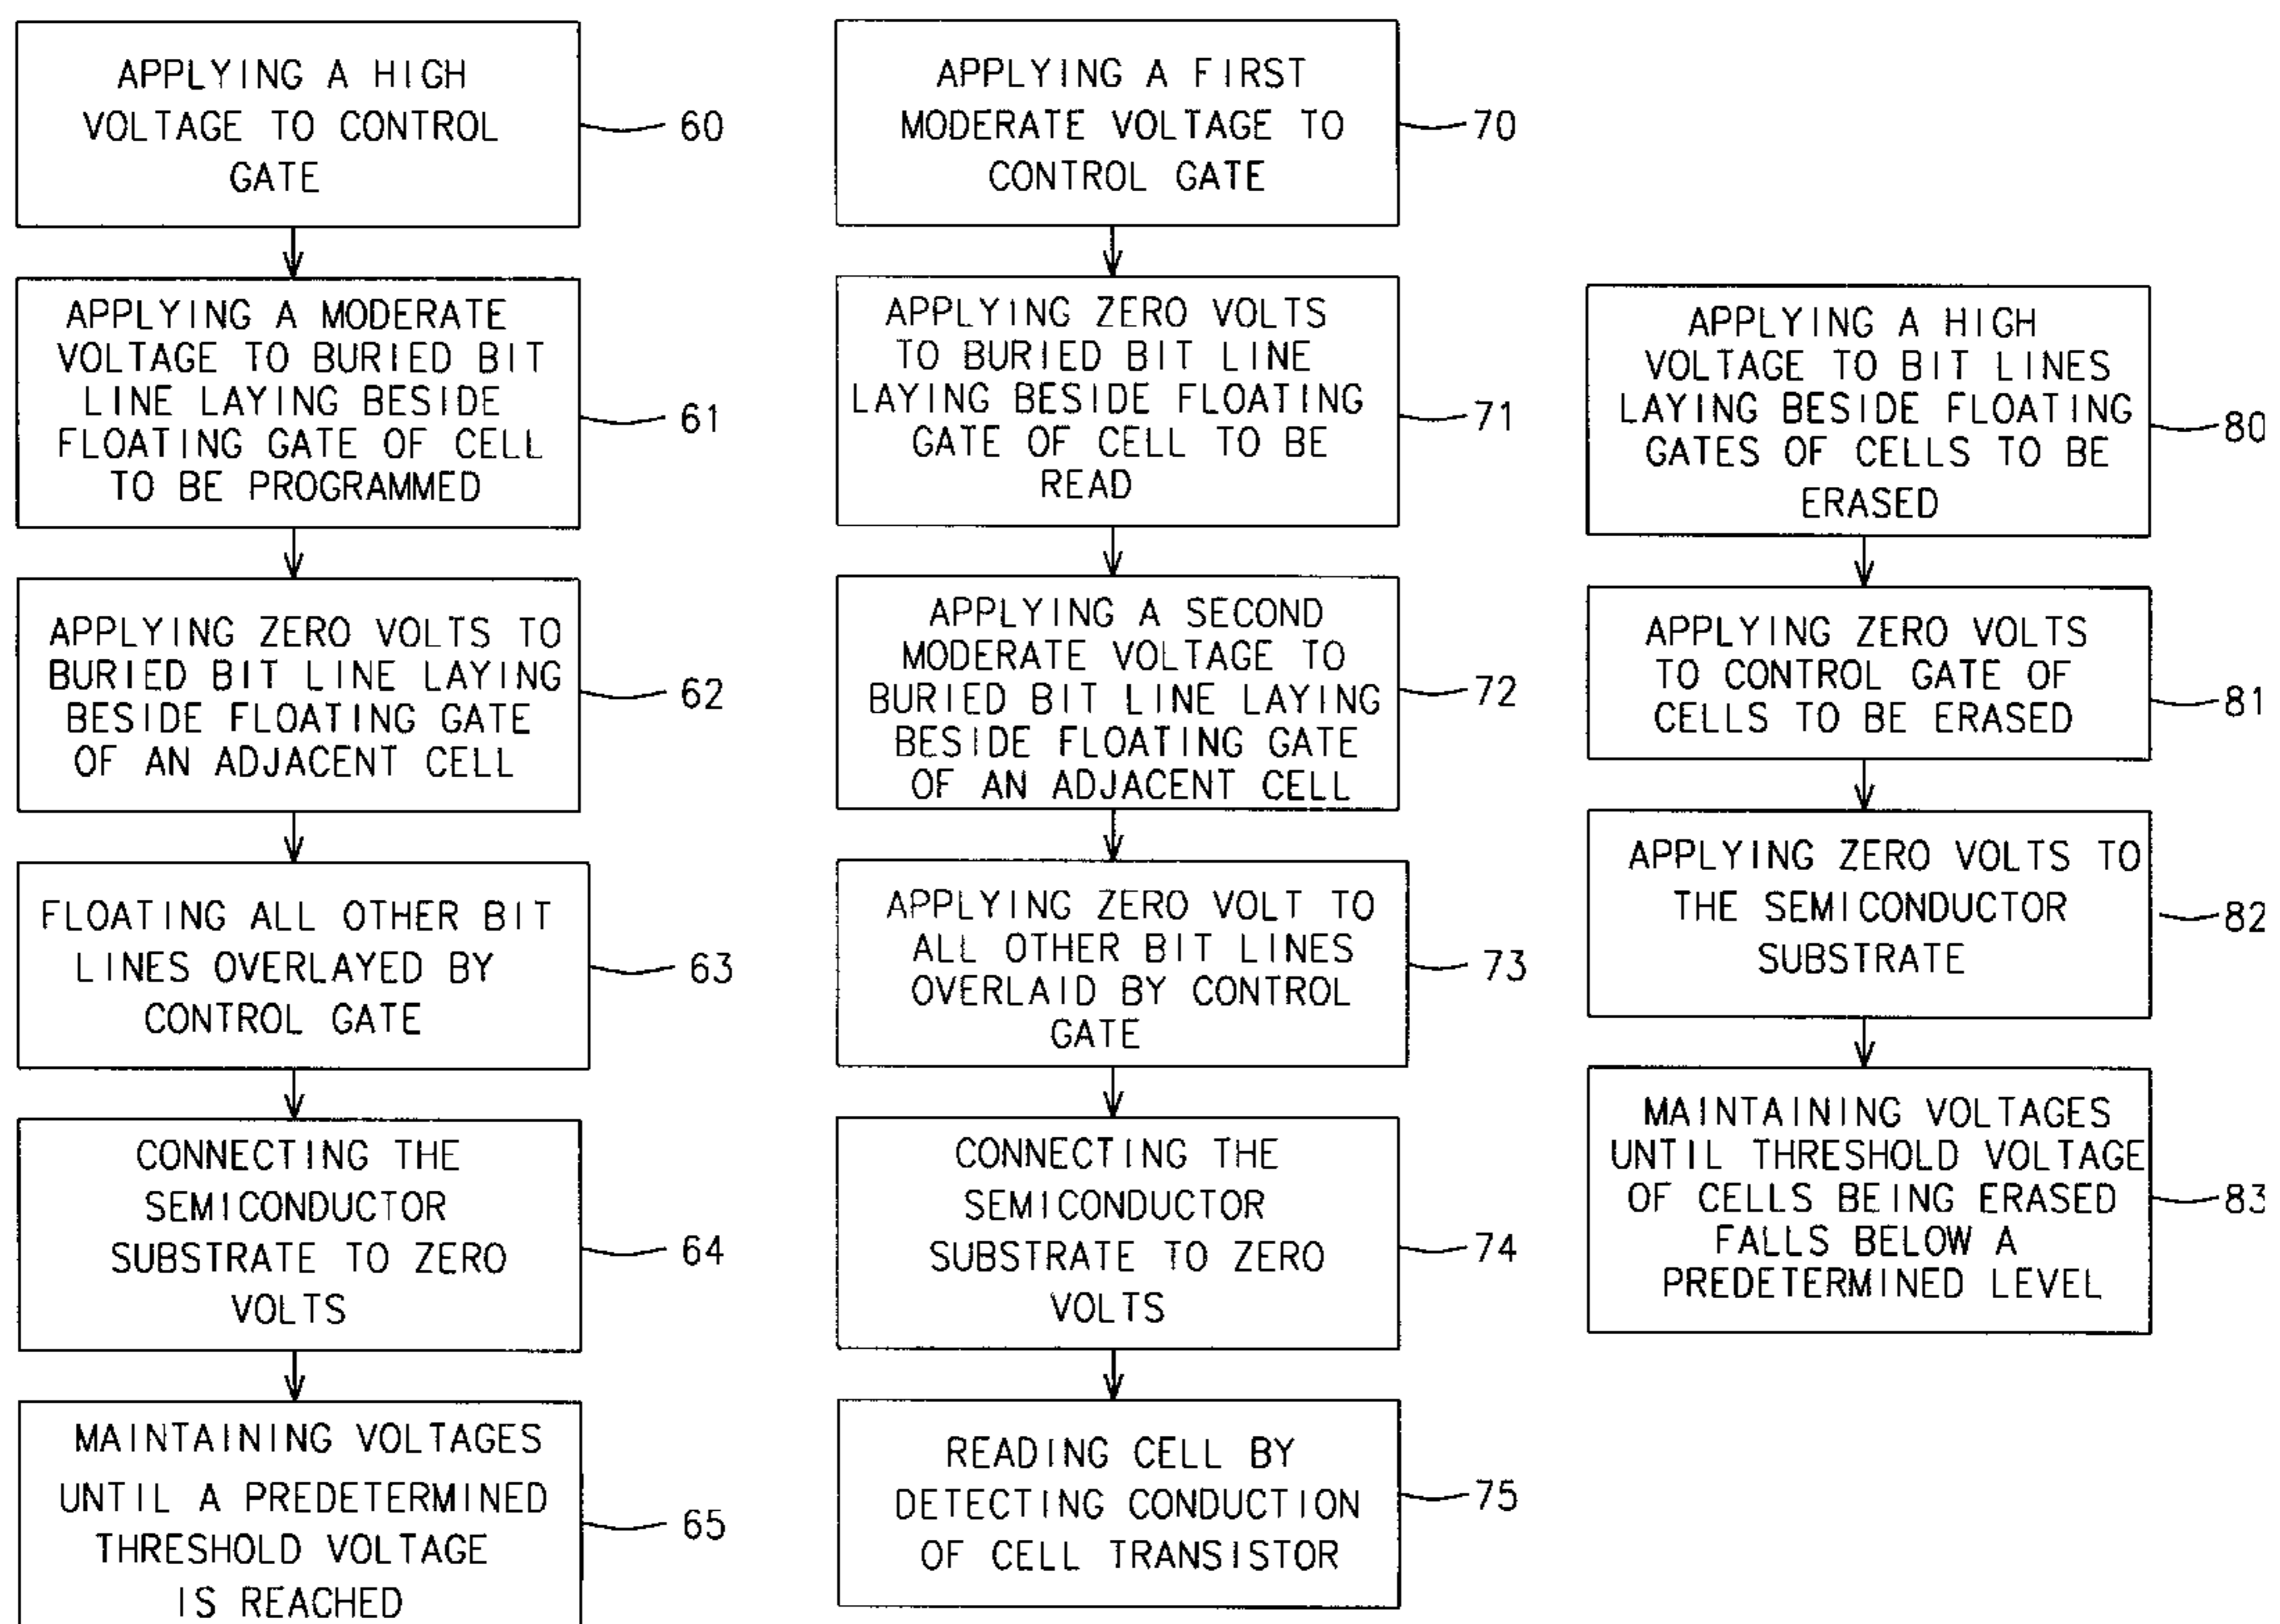 APPLYING A HIGH
VOLTAGE TO CONTROL
GATE
60
APPLYING A MODERATE
VOLTAGE TO BURIED BIT
LINE LAYING BESIDE
FLOATING GATE OF CELL
TO BE PROGRAMMED
61
APPLYING ZERO VOLTS TO
BURIED BIT LINE LAYING
BESIDE FLOATING GATE
OF AN ADJACENT CELL
62
FLOATING ALL OTHER BIT
LINES OVERLAYED BY
CONTROL GATE
63
CONNECTING THE
SEMICONDUCTOR
SUBSTRATE TO ZERO
VOLTS
64
MAINTAINING VOLTAGES
UNTIL A PREDETERMINED
THRESHOLD VOLTAGE
IS REACHED
65
APPLYING A FIRST
MODERATE VOLTAGE TO
CONTROL GATE
70
APPLYING ZERO VOLTS
TO BURIED BIT LINE
LAYING BESIDE FLOATING
GATE OF CELL TO BE
READ
71
APPLYING A SECOND
MODERATE VOLTAGE TO
BURIED BIT LINE LAYING
BESIDE FLOATING GATE
OF AN ADJACENT CELL
72
APPLYING ZERO VOLT TO
ALL OTHER BIT LINES
OVERLAID BY CONTROL
GATE
73
CONNECTING THE
SEMICONDUCTOR
SUBSTRATE TO ZERO
VOLTS
74
READING CELL BY
DETECTING CONDUCTION
OF CELL TRANSISTOR
75
APPLYING A HIGH
VOLTAGE TO BIT LINES
LAYING BESIDE FLOATING
GATES OF CELLS TO BE
ERASED
80
APPLYING ZERO VOLTS
TO CONTROL GATE OF
CELLS TO BE ERASED
81
APPLYING ZERO VOLTS TO
THE SEMICONDUCTOR
SUBSTRATE
82
MAINTAINING VOLTAGES
UNTIL THRESHOLD VOLTAGE
OF CELLS BEING ERASED
FALLS BELOW A
PREDETERMINED LEVEL
83